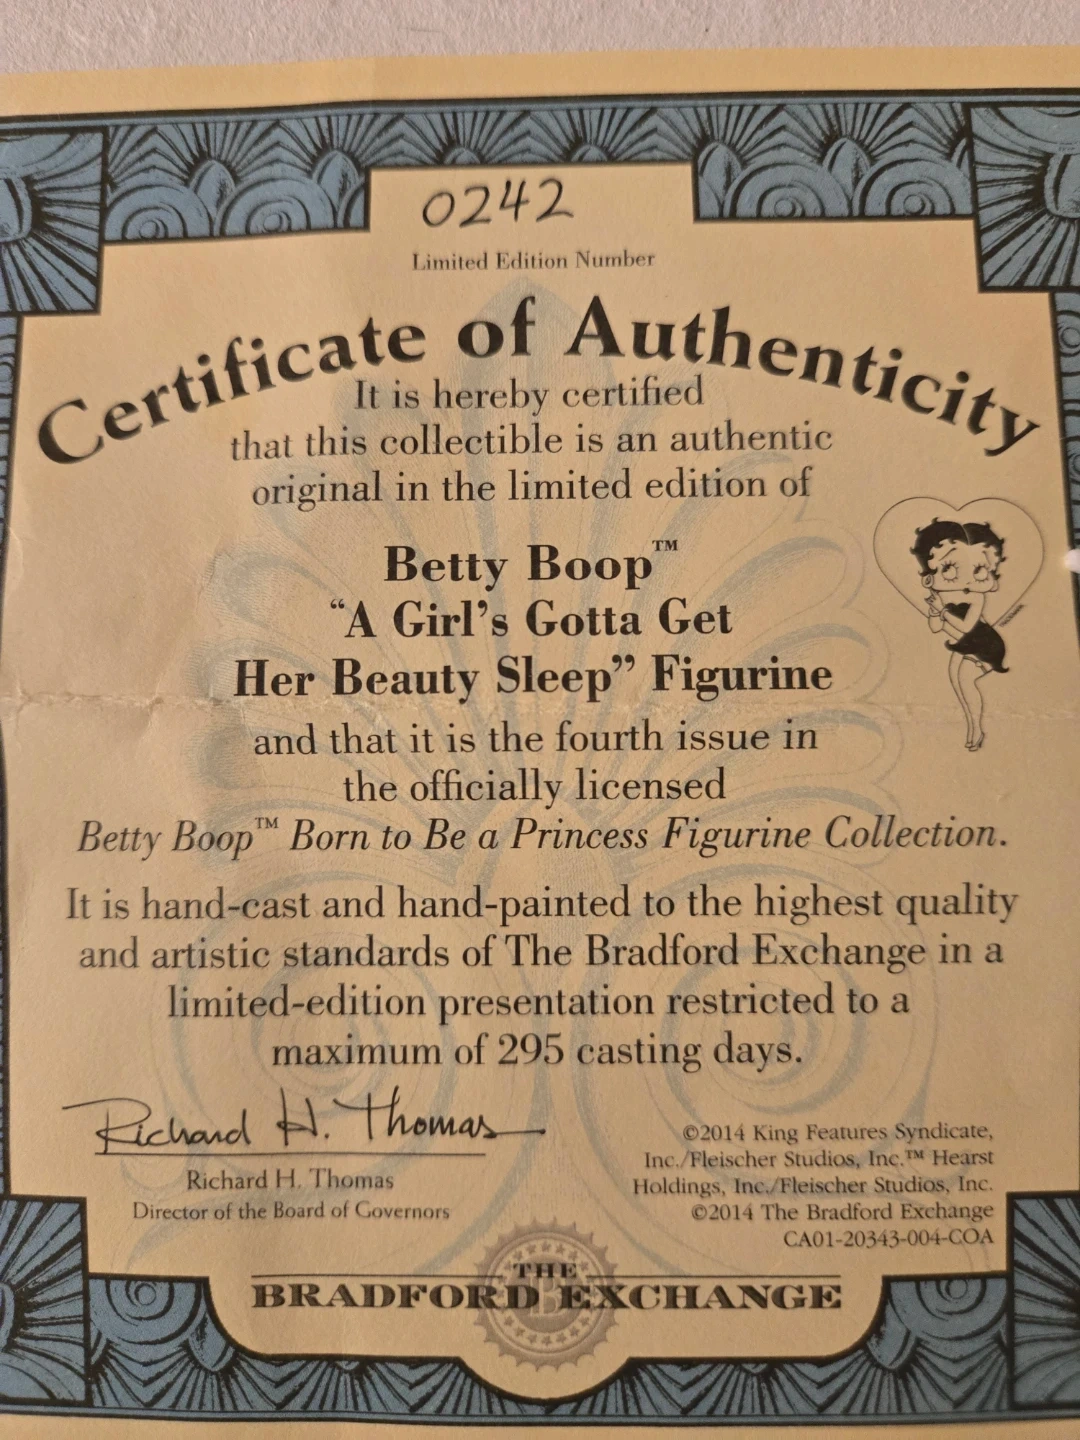 0242
Limited Edition Number
Certificate of Authenticity
It is hereby certified
that this collectible is an authentic
original in the limited edition of
Betty Boop™
“A Girl’s Gotta Get
Her Beauty Sleep” Figurine
and that it is the fourth issue in
the officially licensed
Betty Boop™ Born to Be a Princess Figurine Collection.
It is hand-cast and hand-painted to the highest quality
and artistic standards of The Bradford Exchange in a
limited-edition presentation restricted to a
maximum of 295 casting days.
Richard H. Thomas
Richard H. Thomas
Director of the Board of Governors
©2014 King Features Syndicate,
Inc./Fleischer Studios, Inc.™ Hearst
Holdings, Inc./Fleischer Studios, Inc.
©2014 The Bradford Exchange
CA01-20343-004-COA
THE
BRADFORD EXCHANGE